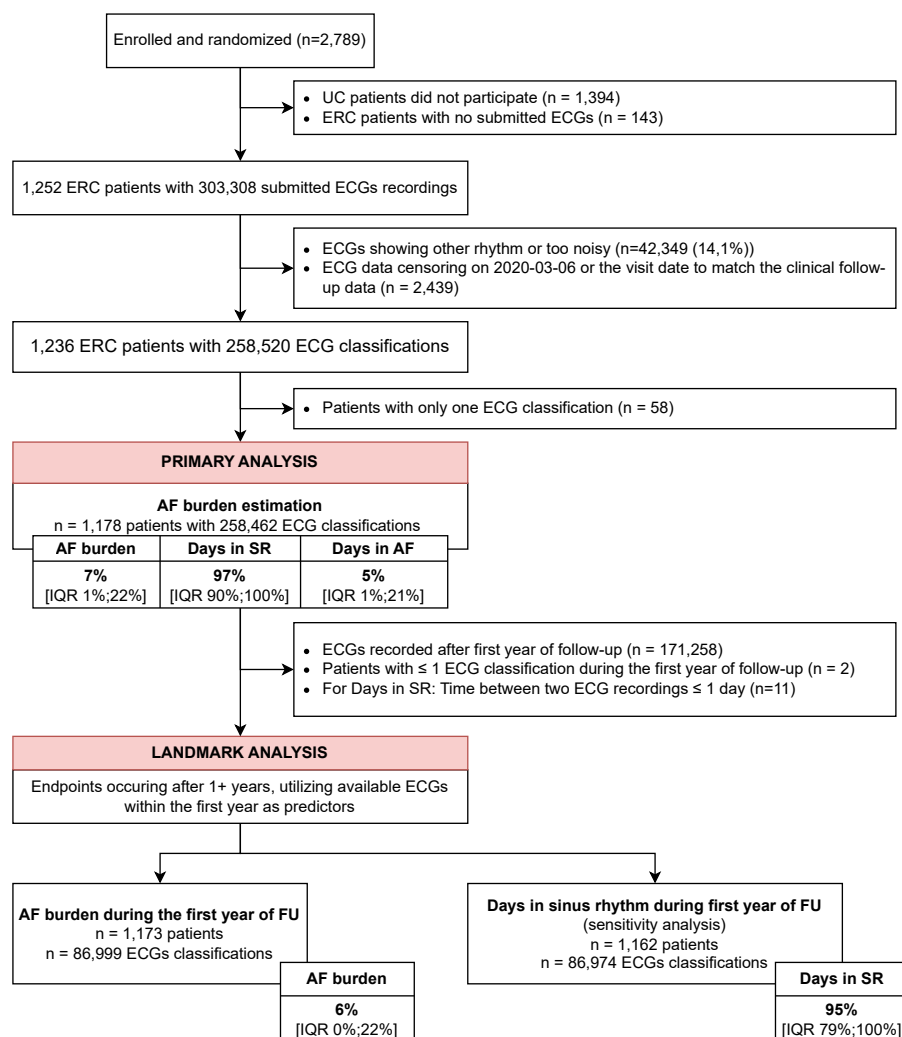 Enrolled and randomized (n=2,789)
• UC patients did not participate (n = 1,394)
• ERC patients with no submitted ECGs (n = 143)
1,252 ERC patients with 303,308 submitted ECGs recordings
• ECGs showing other rhythm or too noisy (n=42,349 (14,1%))
• ECG data censoring on 2020-03-06 or the visit date to match the clinical follow-
up data (n = 2,439)
1,236 ERC patients with 258,520 ECG classifications
• Patients with only one ECG classification (n = 58)
PRIMARY ANALYSIS
AF burden estimation
n = 1,178 patients with 258,462 ECG classifications
AF burden Days in SR Days in AF
7% 97% 5%
[IQR 1%;22%] [IQR 90%;100%] [IQR 1%;21%]
• ECGs recorded after first year of follow-up (n = 171,258)
• Patients with ≤ 1 ECG classification during the first year of follow-up (n = 2)
• For Days in SR: Time between two ECG recordings ≤ 1 day (n=11)
LANDMARK ANALYSIS
Endpoints occuring after 1+ years, utilizing available ECGs
within the first year as predictors
AF burden during the first year of FU
n = 1,173 patients
n = 86,999 ECGs classifications
AF burden
6%
[IQR 0%;22%]
Days in sinus rhythm during first year of FU
(sensitivity analysis)
n = 1,162 patients
n = 86,974 ECGs classifications
Days in SR
95%
[IQR 79%;100%]